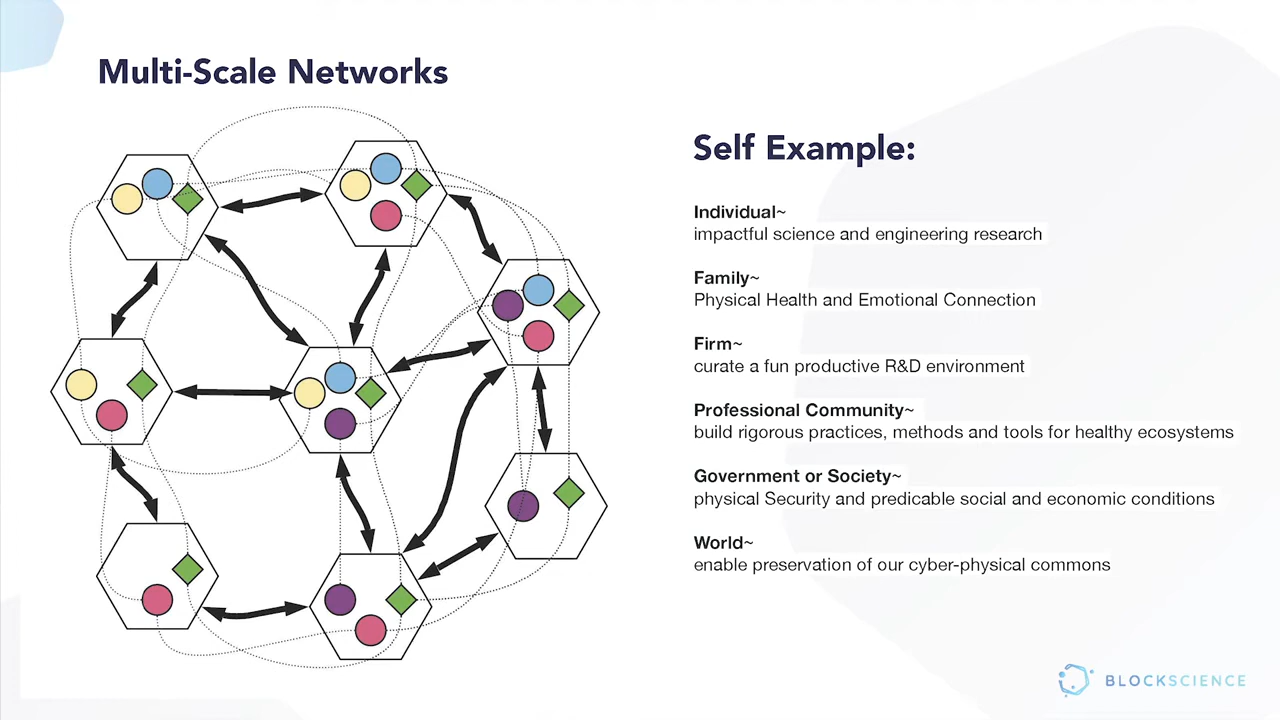 Multi-Scale Networks
Self Example:
Individual~
impactful science and engineering research
Family~
Physical Health and Emotional Connection
Firm~
curate a fun productive R&D environment
Professional Community~
build rigorous practices, methods and tools for healthy ecosystems
Government or Society~
physical Security and predicable social and economic conditions
World~
enable preservation of our cyber-physical commons
BLOCKSCIENCE